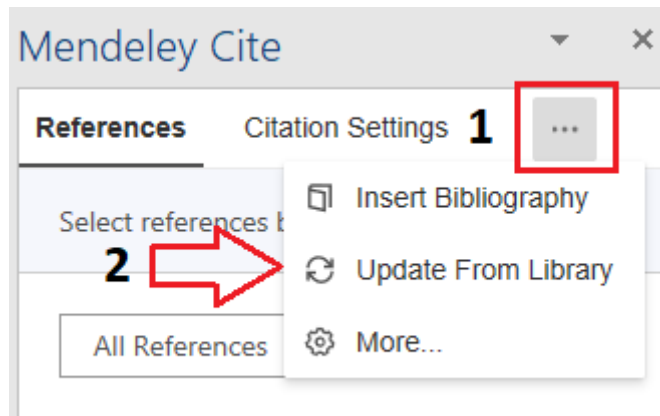 Mendeley Cite
References Citation Settings 1 ...
Insert Bibliography
Select references b
2 Update From Library
All References More...